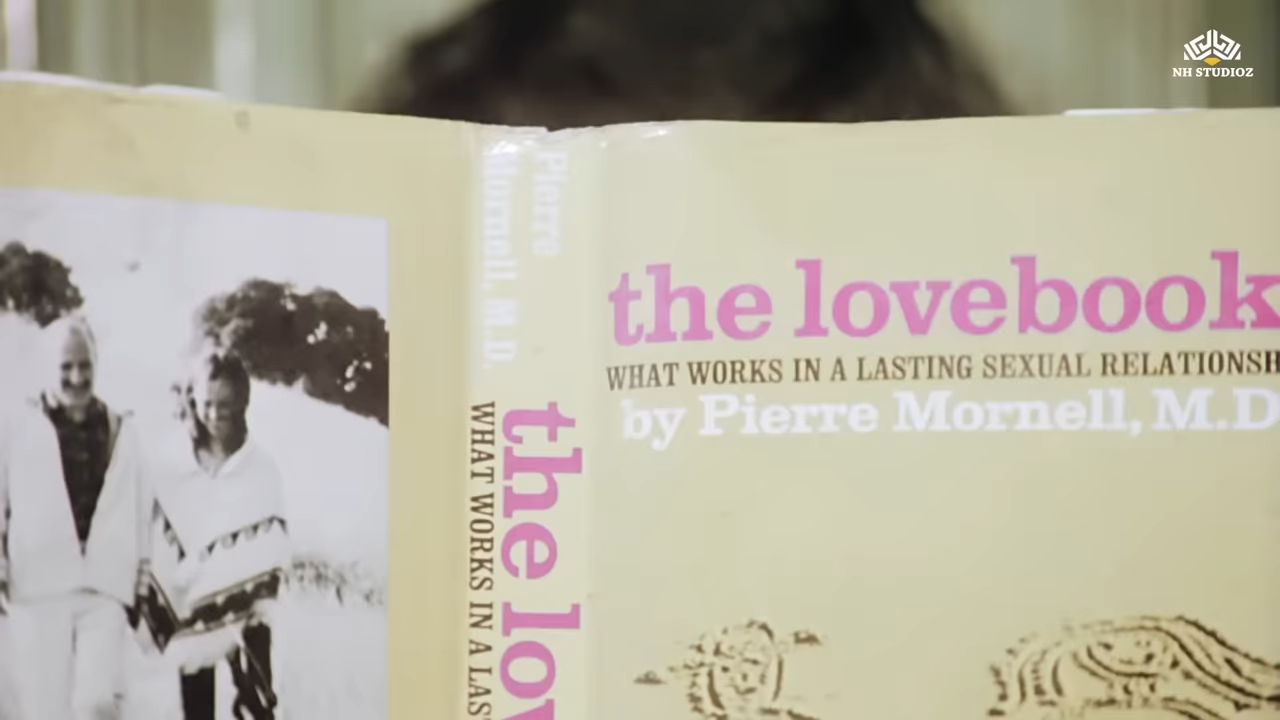 NH STUDIOZ
Pierre
Mornell, M.D.
the lov
WHAT WORKS IN A LAS
the lovebook
WHAT WORKS IN A LASTING SEXUAL RELATIONSH
by Pierre Mornell, M.D